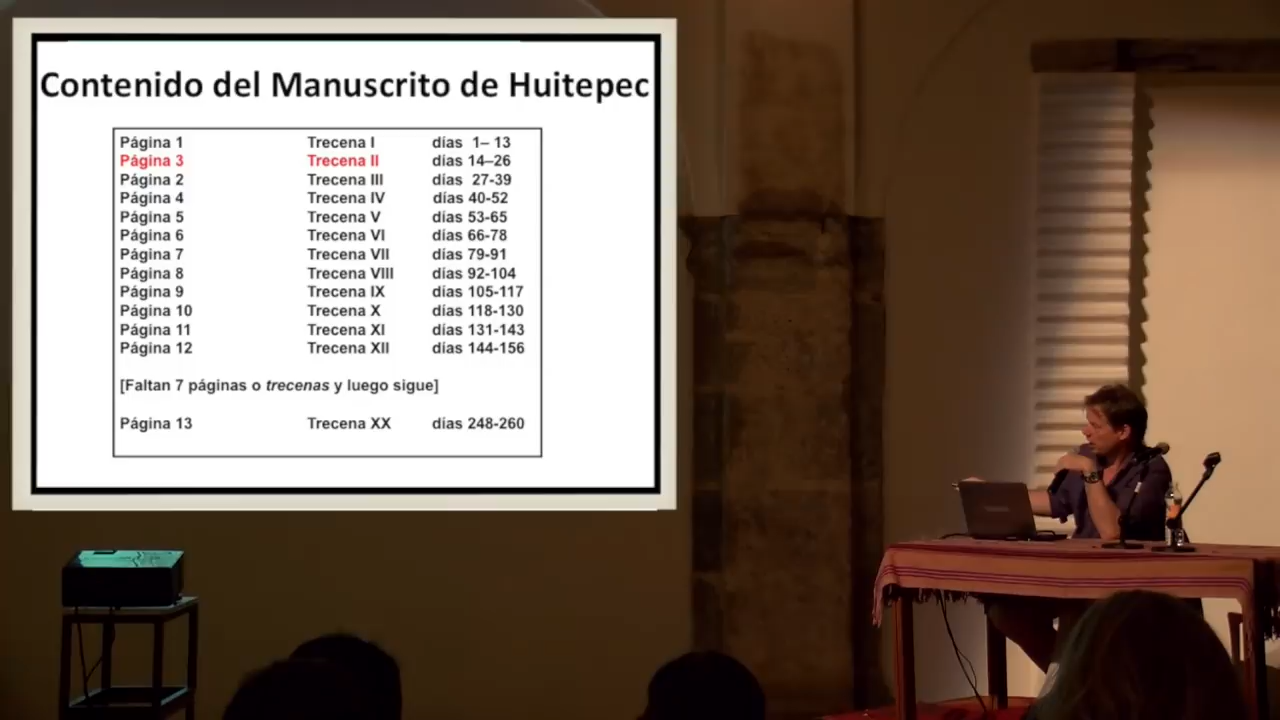 Contenido del Manuscrito de Huitepec
Página 1 Trecena I días 1– 13
Página 3 Trecena II días 14–26
Página 2 Trecena III días 27-39
Página 4 Trecena IV días 40-52
Página 5 Trecena V días 53-65
Página 6 Trecena VI días 66-78
Página 7 Trecena VII días 79-91
Página 8 Trecena VIII días 92-104
Página 9 Trecena IX días 105-117
Página 10 Trecena X días 118-130
Página 11 Trecena XI días 131-143
Página 12 Trecena XII días 144-156
[Faltan 7 páginas o trecenas y luego sigue]
Página 13 Trecena XX días 248-260